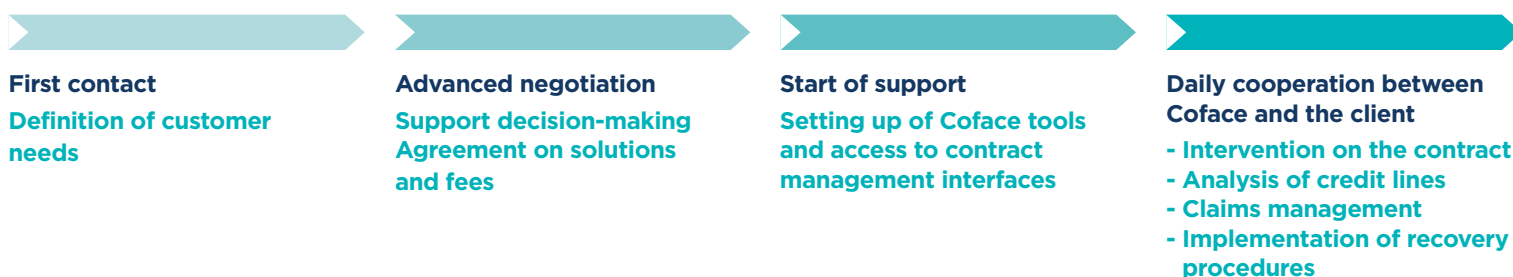 First contact
Definition of customer
needs
Advanced negotiation
Support decision-making
Agreement on solutions
and fees
Start of support
Setting up of Coface tools
and access to contract
management interfaces
Daily cooperation between
Coface and the client
- Intervention on the contract
- Analysis of credit lines
- Claims management
- Implementation of recovery
procedures